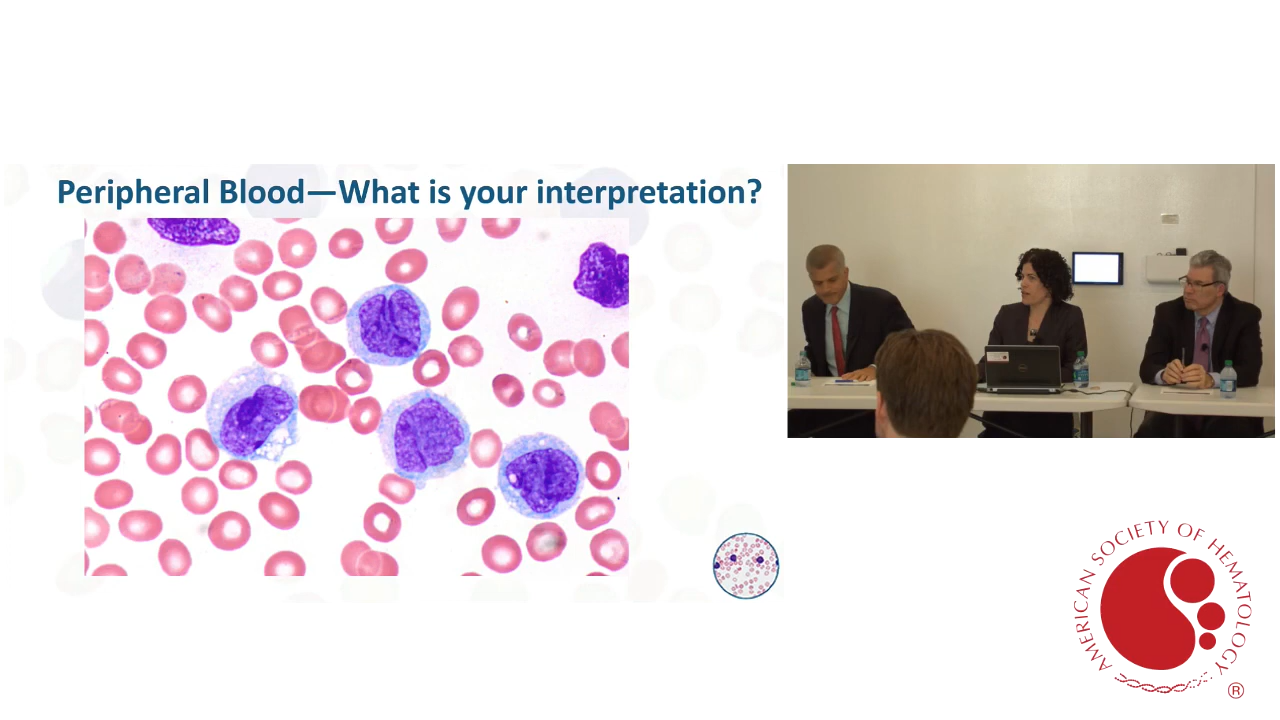 Peripheral Blood—What is your interpretation?
AMERICAN SOCIETY OF HEMATOLOGY
®